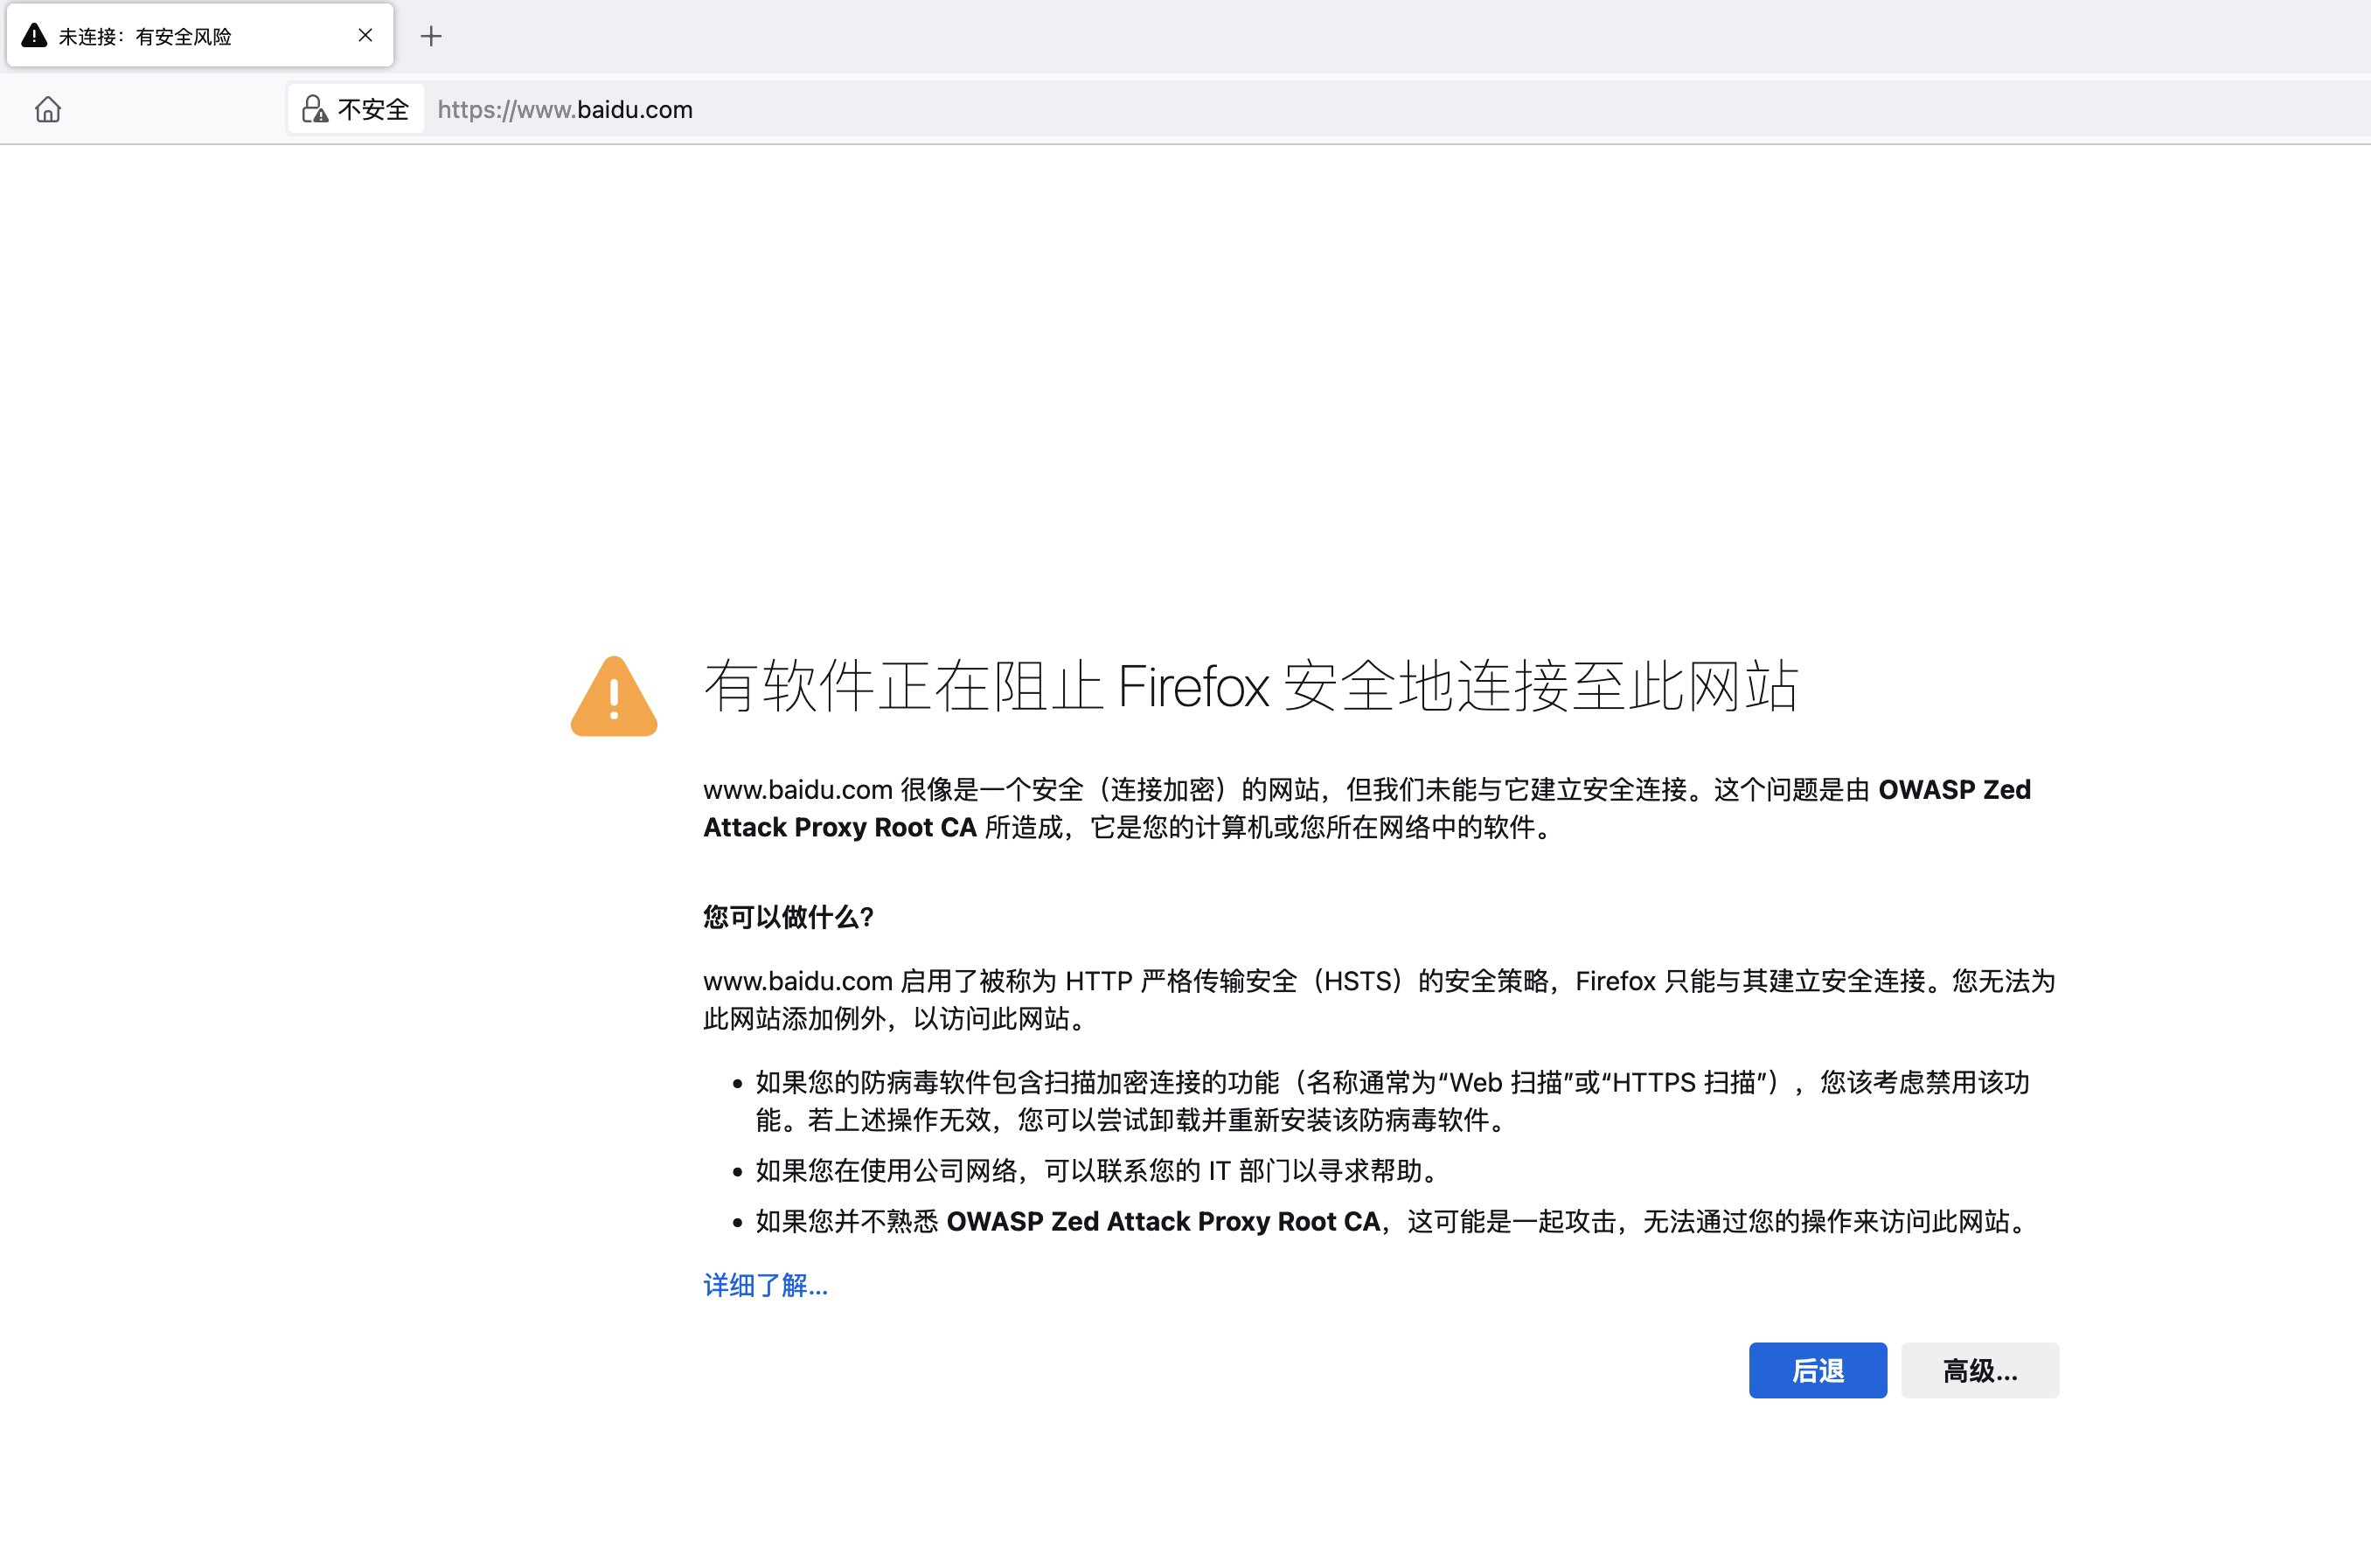 未连接：有安全风险
不安全 https://www.baidu.com
有软件正在阻止 Firefox 安全地连接至此网站
www.baidu.com 很像是一个安全（连接加密）的网站，但我们未能与它建立安全连接。这个问题是由 OWASP Zed
Attack Proxy Root CA 所造成，它是您的计算机或您所在网络中的软件。
您可以做什么?
www.baidu.com 启用了被称为 HTTP 严格传输安全（HSTS）的安全策略，Firefox 只能与其建立安全连接。您无法为
此网站添加例外，以访问此网站。
• 如果您的防病毒软件包含扫描加密连接的功能（名称通常为“Web 扫描”或“HTTPS 扫描”），您该考虑禁用该功
能。若上述操作无效，您可以尝试卸载并重新安装该防病毒软件。
• 如果您在使用公司网络，可以联系您的 IT 部门以寻求帮助。
• 如果您并不熟悉 OWASP Zed Attack Proxy Root CA，这可能是一起攻击，无法通过您的操作来访问此网站。
详细了解...
后退 高级...